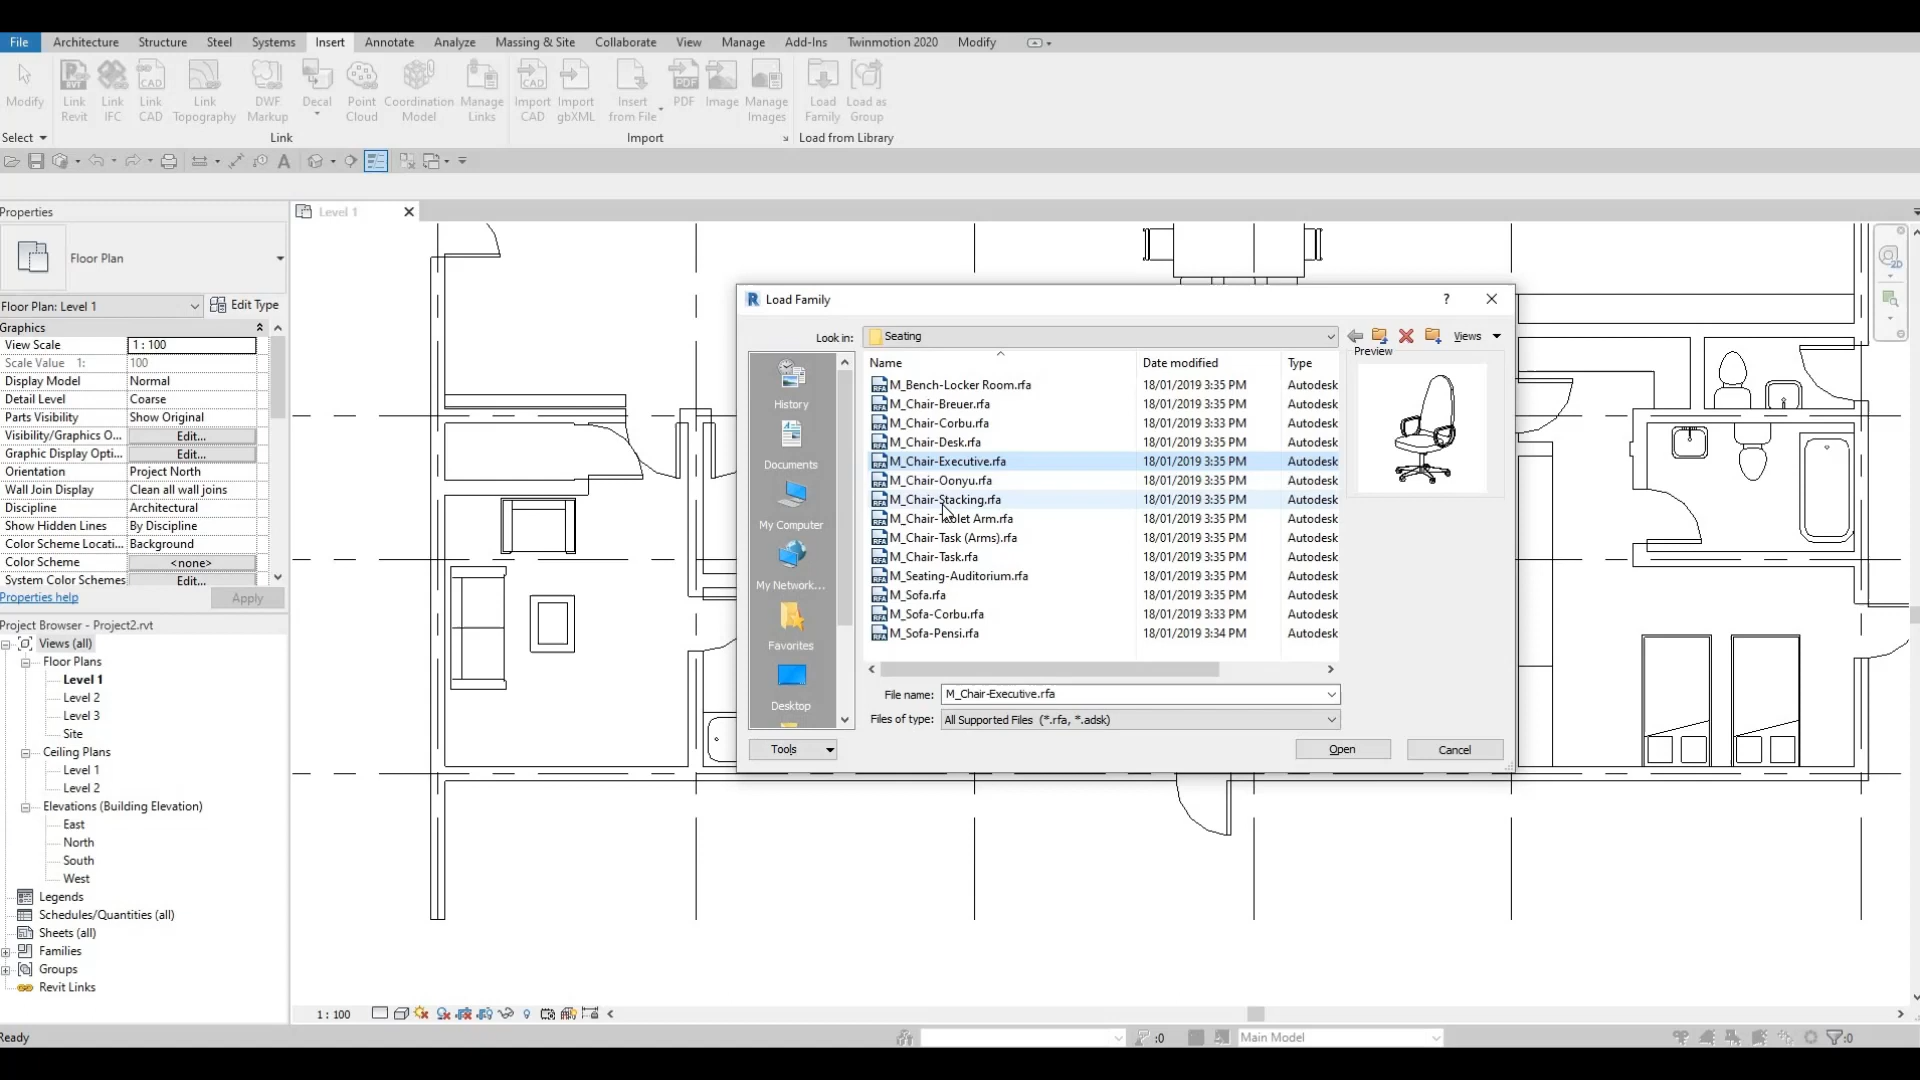 File Architecture Structure Steel Systems Insert Annotate Analyze Massing & Site Collaborate View Manage Add-Ins Twinmotion 2020 Modify
Modify
Link Revit
Link IFC
Link CAD
Link Topography
DWF Markup
Decal
Point Cloud
Coordination Model
Manage Links
Import CAD
Import gbXML
Insert from File
PDF
Image
Manage Images
Load Family
Load as Group
Select
Link
Import
Load from Library
Properties
Floor Plan
Floor Plan: Level 1
Edit Type
Graphics
View Scale 1 : 100
Scale Value 1: 100
Display Model Normal
Detail Level Coarse
Parts Visibility Show Original
Visibility/Graphics O... Edit...
Graphic Display Opti... Edit...
Orientation Project North
Wall Join Display Clean all wall joins
Discipline Architectural
Show Hidden Lines By Discipline
Color Scheme Locati... Background
Color Scheme <none>
System Color Schemes Edit...
Properties help
Apply
Project Browser - Project2.rvt
Views (all)
Floor Plans
Level 1
Level 2
Level 3
Site
Ceiling Plans
Level 1
Level 2
Elevations (Building Elevation)
East
North
South
West
Legends
Schedules/Quantities (all)
Sheets (all)
Families
Groups
Revit Links
Level 1
2D
Load Family
?
Look in: Seating
Views
Preview
History
Documents
My Computer
My Network...
Favorites
Desktop
Name Date modified Type
M_Bench-Locker Room.rfa 18/01/2019 3:35 PM Autodesk
M_Chair-Breuer.rfa 18/01/2019 3:35 PM Autodesk
M_Chair-Corbu.rfa 18/01/2019 3:33 PM Autodesk
M_Chair-Desk.rfa 18/01/2019 3:35 PM Autodesk
M_Chair-Executive.rfa 18/01/2019 3:35 PM Autodesk
M_Chair-Oonyu.rfa 18/01/2019 3:35 PM Autodesk
M_Chair-Stacking.rfa 18/01/2019 3:35 PM Autodesk
Arm.rfa 18/01/2019 3:35 PM Autodesk
M_Chair-Task (Arms).rfa 18/01/2019 3:35 PM Autodesk
M_Chair-Task.rfa 18/01/2019 3:35 PM Autodesk
M_Seating-Auditorium.rfa 18/01/2019 3:35 PM Autodesk
M_Sofa.rfa 18/01/2019 3:35 PM Autodesk
M_Sofa-Corbu.rfa 18/01/2019 3:33 PM Autodesk
M_Sofa-Pensi.rfa 18/01/2019 3:34 PM Autodesk
File name: M_Chair-Executive.rfa
Files of type: All Supported Files (*.rfa, *.adsk)
Tools
Open
Cancel
1 : 100
Ready
:0
Main Model
:0